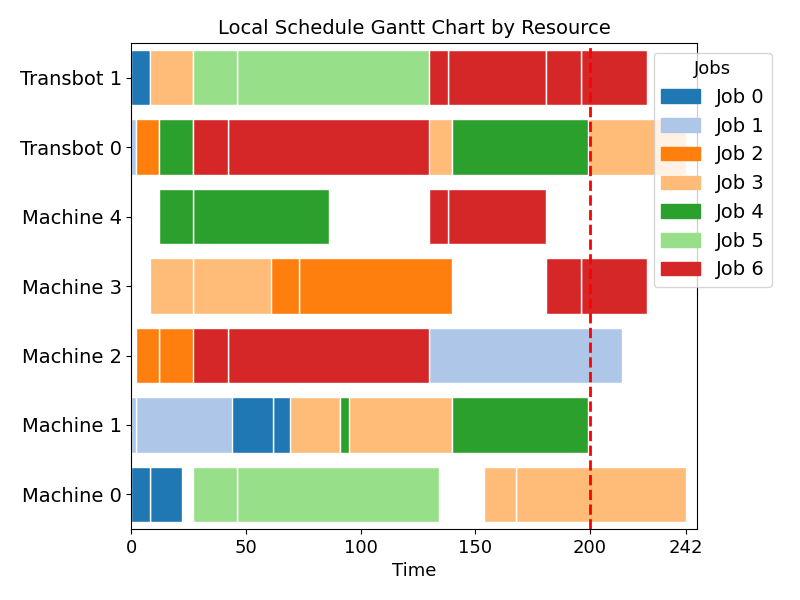 Local Schedule Gantt Chart by Resource
Transbot 1
Transbot 0
Machine 4
Machine 3
Machine 2
Machine 1
Machine 0
Jobs
Job 0
Job 1
Job 2
Job 3
Job 4
Job 5
Job 6
0
50
100
150
200
242
Time